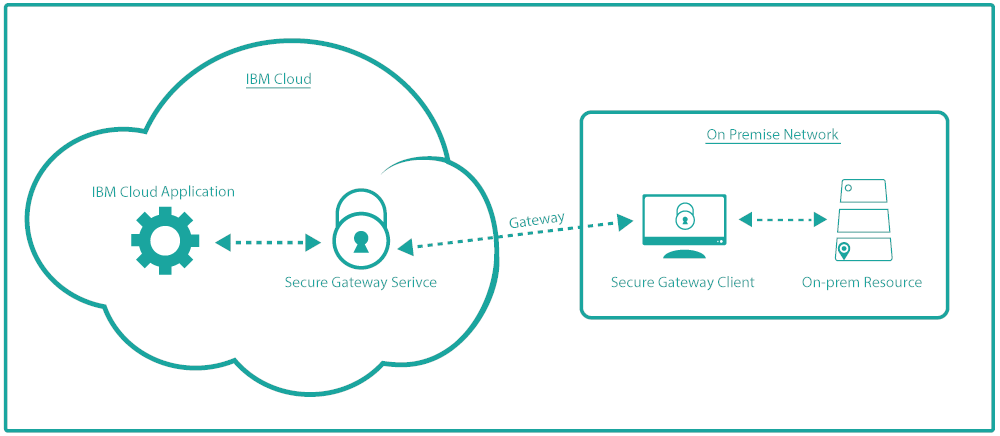 IBM Cloud
On Premise Network
IBM Cloud Application
Gateway
Secure Gateway Serivce
Secure Gateway Client
On-prem Resource